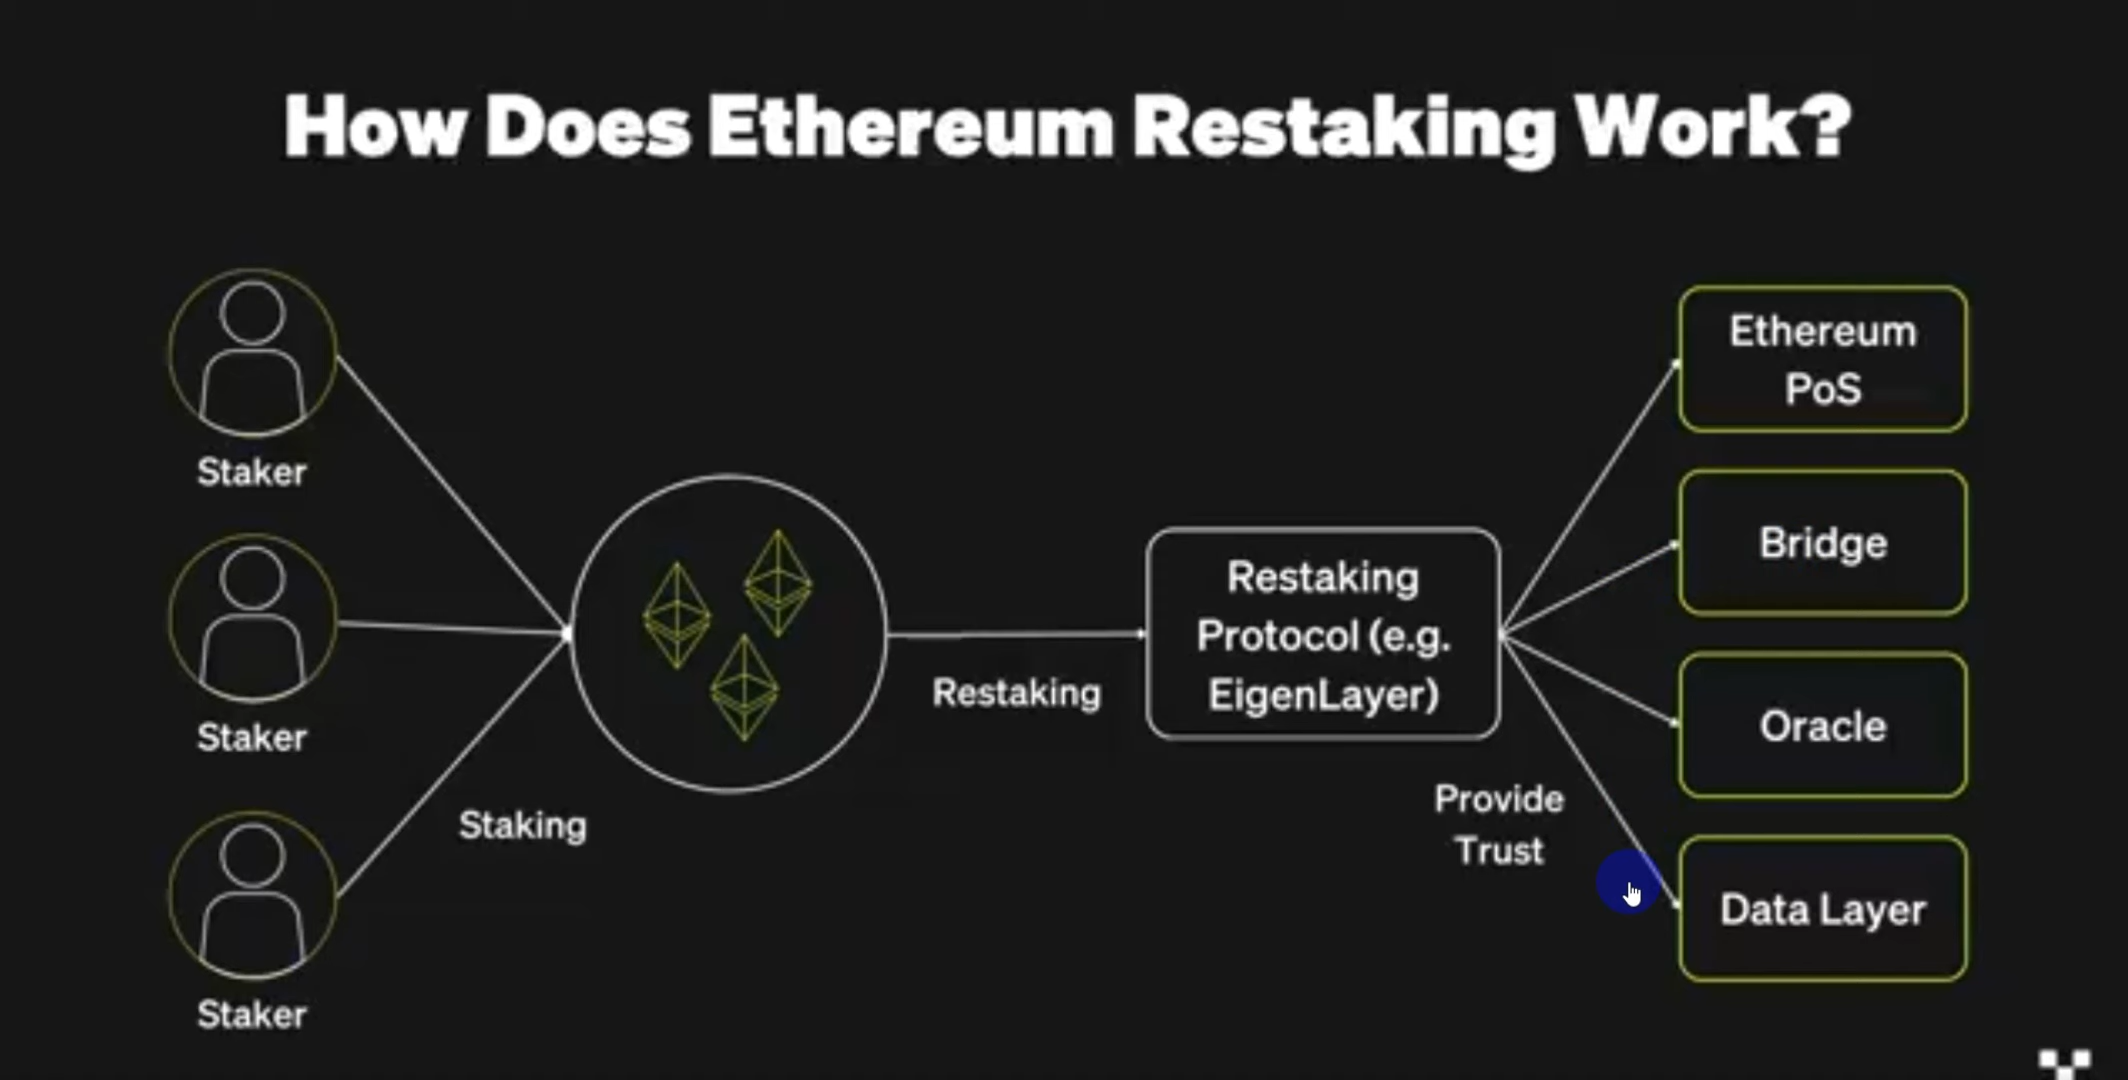 How Does Ethereum Restaking Work?
Staker
Staker
Staker
Staking
Restaking
Restaking
Protocol (e.g.
EigenLayer)
Provide
Trust
Ethereum
PoS
Bridge
Oracle
Data Layer